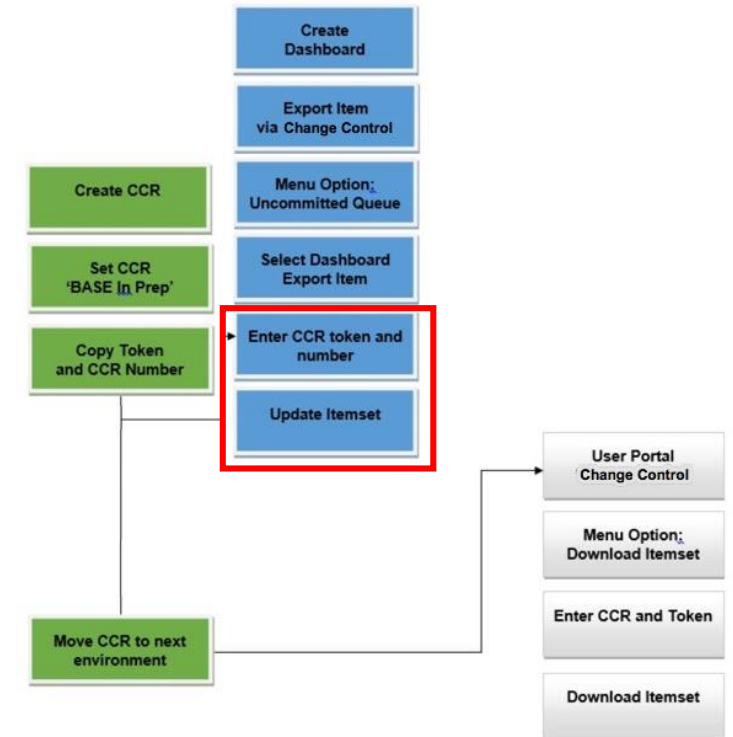 Create
Dashboard
Export Item
via Change Control
Menu Option:
Uncommitted Queue
Select Dashboard
Export Item
Enter CCR token and
number
Update Itemset
Create CCR
Set CCR
‘BASE In Prep’
Copy Token
and CCR Number
Move CCR to next
environment
User Portal
Change Control
Menu Option:
Download Itemset
Enter CCR and Token
Download Itemset